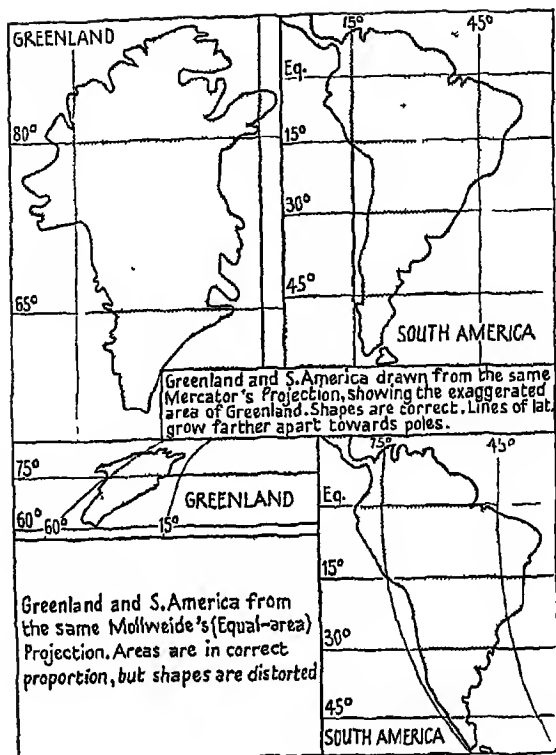 GREENLAND
80°
65°
15°
45°
Eq.
15°
30°
45°
SOUTH AMERICA
Greenland and S.America drawn from the same
Mercator's Projection, showing the exaggerated
area of Greenland. Shapes are correct. Lines of lat.
grow farther apart towards poles.
75°
60°
60°
15°
GREENLAND
75°
45°
Eq.
15°
30°
45°
SOUTH AMERICA
Greenland and S.America from
the same Mollweide's (Equal-area)
Projection. Areas are in correct
proportion, but shapes are distorted